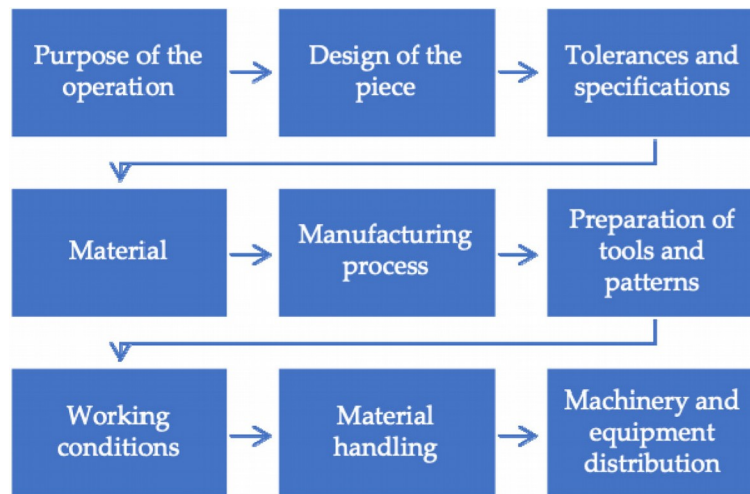 Purpose of the
operation
Design of the
piece
Tolerances and
specifications
Material
Manufacturing
process
Preparation of
tools and
patterns
Working
conditions
Material
handling
Machinery and
equipment
distribution